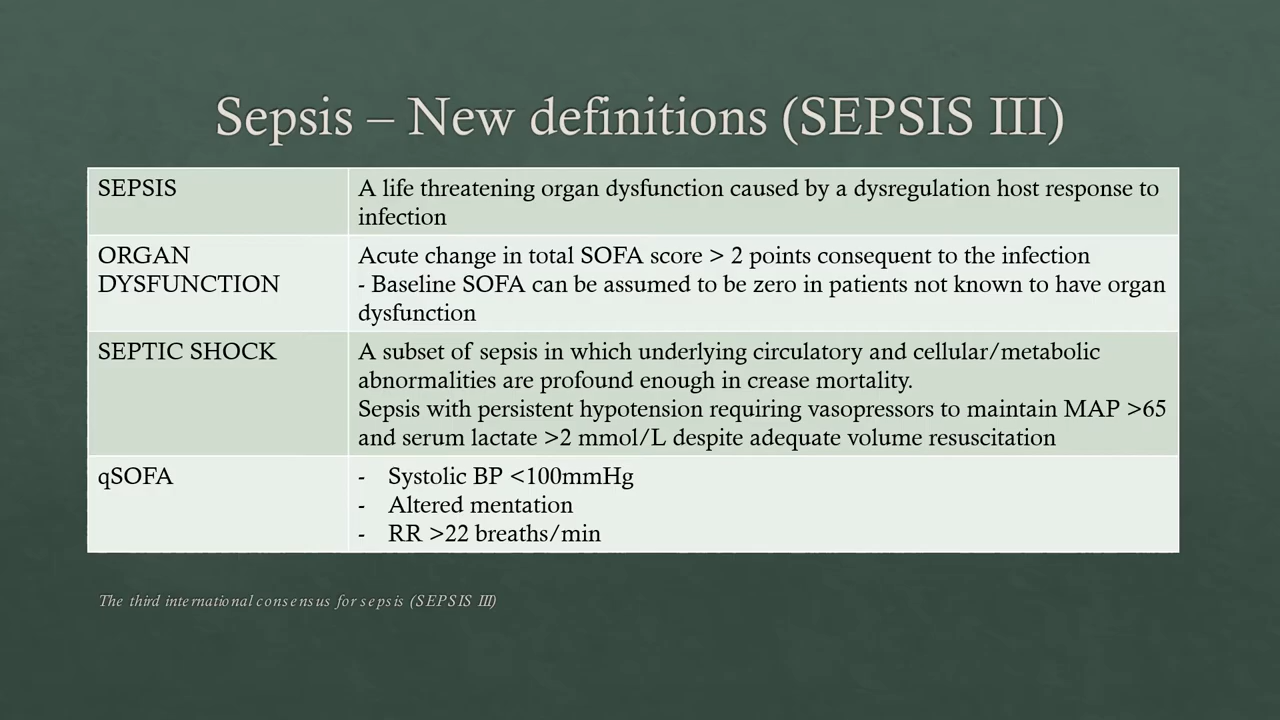 Sepsis – New definitions (SEPSIS III)
SEPSIS
A life threatening organ dysfunction caused by a dysregulation host response to
infection
ORGAN
DYSFUNCTION
Acute change in total SOFA score > 2 points consequent to the infection
- Baseline SOFA can be assumed to be zero in patients not known to have organ
dysfunction
SEPTIC SHOCK
A subset of sepsis in which underlying circulatory and cellular/metabolic
abnormalities are profound enough in crease mortality.
Sepsis with persistent hypotension requiring vasopressors to maintain MAP >65
and serum lactate >2 mmol/L despite adequate volume resuscitation
qSOFA
- Systolic BP <100mmHg
- Altered mentation
- RR >22 breaths/min
The third international consensus for sepsis (SEPSIS III)